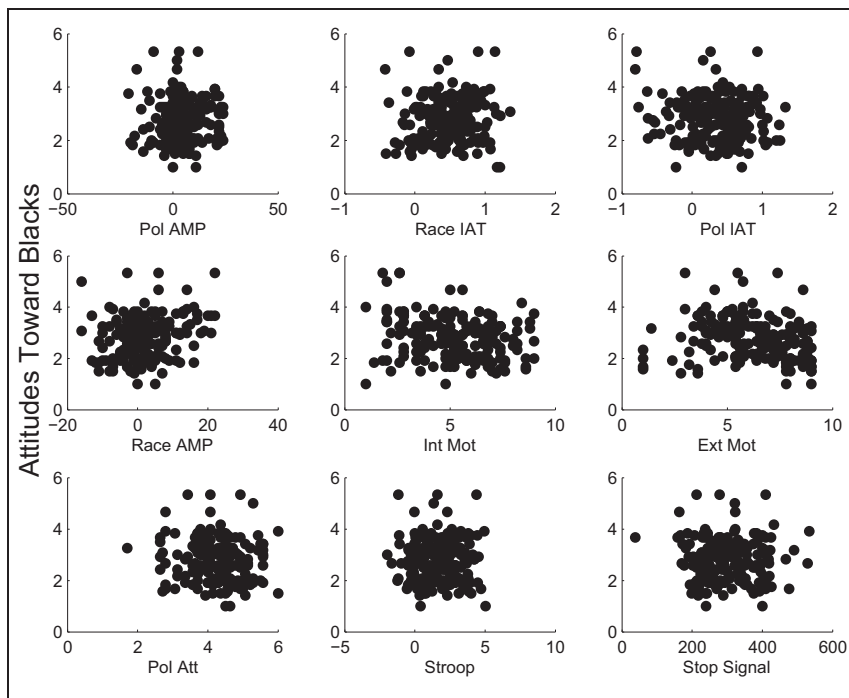 Attitudes Toward Blacks
6
4
2
0
−50 0 50
Pol AMP
6
4
2
0
−1 0 1 2
Race IAT
6
4
2
0
−1 0 1 2
Pol IAT
6
4
2
0
−20 0 20 40
Race AMP
6
4
2
0
0 5 10
Int Mot
6
4
2
0
0 5 10
Ext Mot
6
4
2
0
0 2 4 6
Pol Att
6
4
2
0
−5 0 5 10
Stroop
6
4
2
0
0 200 400 600
Stop Signal